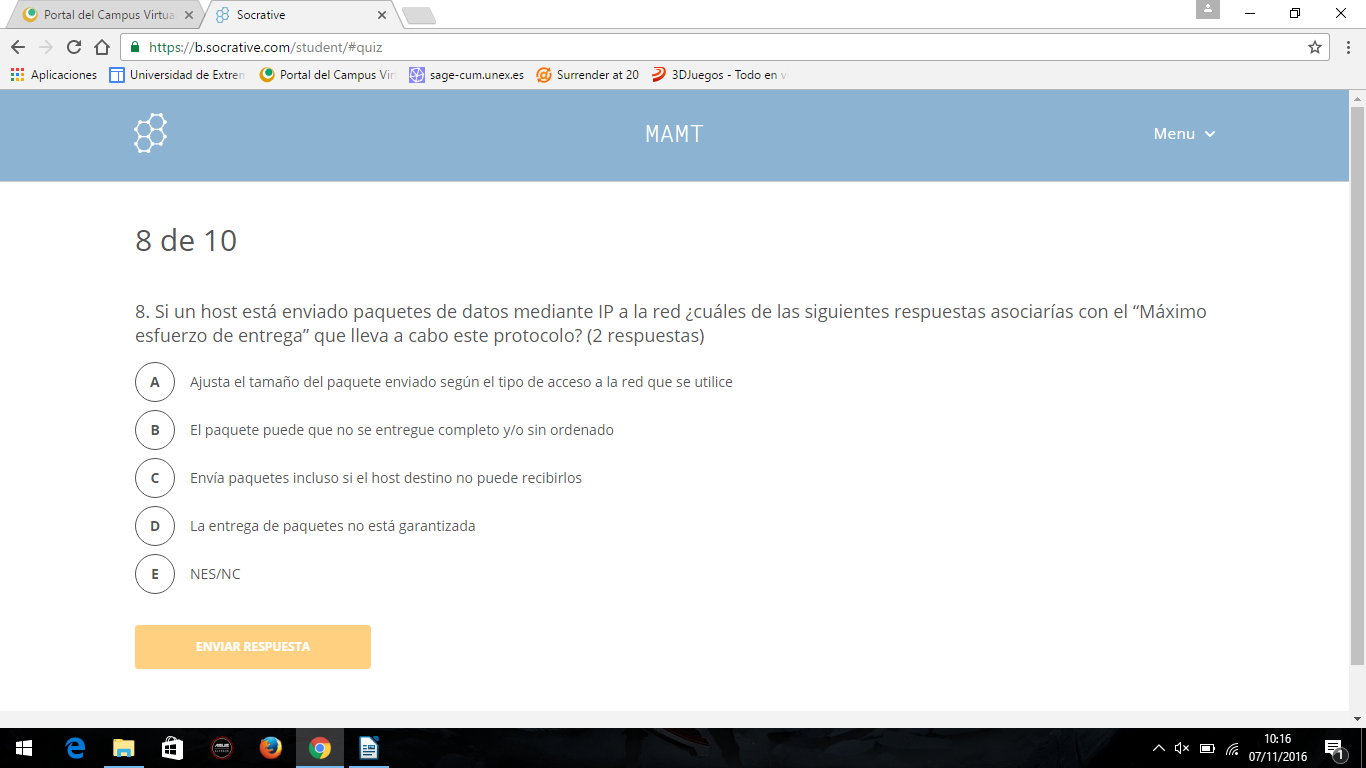 Portal del Campus Virtua
Socrative
https://b.socrative.com/student/#quiz
Aplicaciones
Universidad de Extrem
Portal del Campus Vir
sage-cum.unex.es
Surrender at 20
3DJuegos - Todo en v
MAMT
Menu
8 de 10
8. Si un host está enviado paquetes de datos mediante IP a la red ¿cuáles de las siguientes respuestas asociarías con el “Máximo
esfuerzo de entrega” que lleva a cabo este protocolo? (2 respuestas)
A Ajusta el tamaño del paquete enviado según el tipo de acceso a la red que se utilice
B El paquete puede que no se entregue completo y/o sin ordenado
C Envía paquetes incluso si el host destino no puede recibirlos
D La entrega de paquetes no está garantizada
E NES/NC
ENVIAR RESPUESTA
10:16
07/11/2016
1